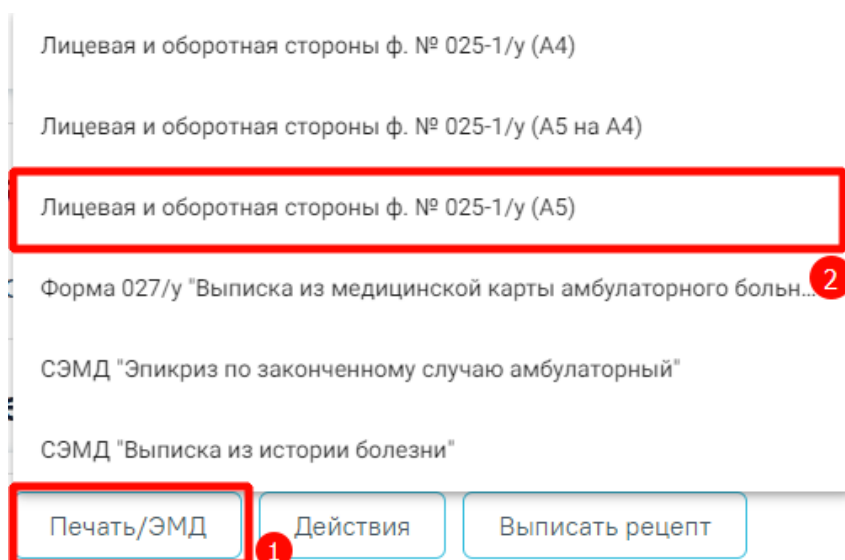 Лицевая и оборотная стороны ф. № 025-1/у (А4)
Лицевая и оборотная стороны ф. № 025-1/у (А5 на А4)
Лицевая и оборотная стороны ф. № 025-1/у (А5)
Форма 027/у "Выписка из медицинской карты амбулаторного больн...
2
СЭМД "Эпикриз по законченному случаю амбулаторный"
СЭМД "Выписка из истории болезни"
Печать/ЭМД Действия Выписать рецепт
1